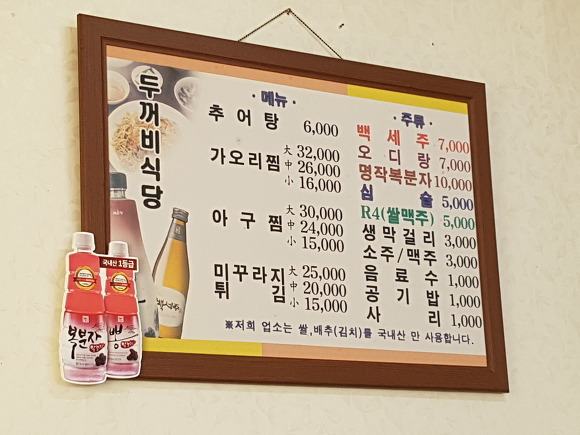 두꺼비식당
· 메뉴 ·
추어탕 6,000
가오리찜 大 32,000
中 26,000
小 16,000
아구찜 大 30,000
中 24,000
小 15,000
미꾸라지튀김 大 25,000
中 20,000
小 15,000
· 주류 ·
백세주 7,000
오디랑 7,000
명작복분자 10,000
심술 5,000
R4(쌀맥주) 5,000
생막걸리 3,000
소주/맥주 3,000
음료수 1,000
공기밥 1,000
사리 1,000
※저희 업소는 쌀,배추(김치)를 국내산 만 사용합니다.
국내산 1등급
복분자
뽕